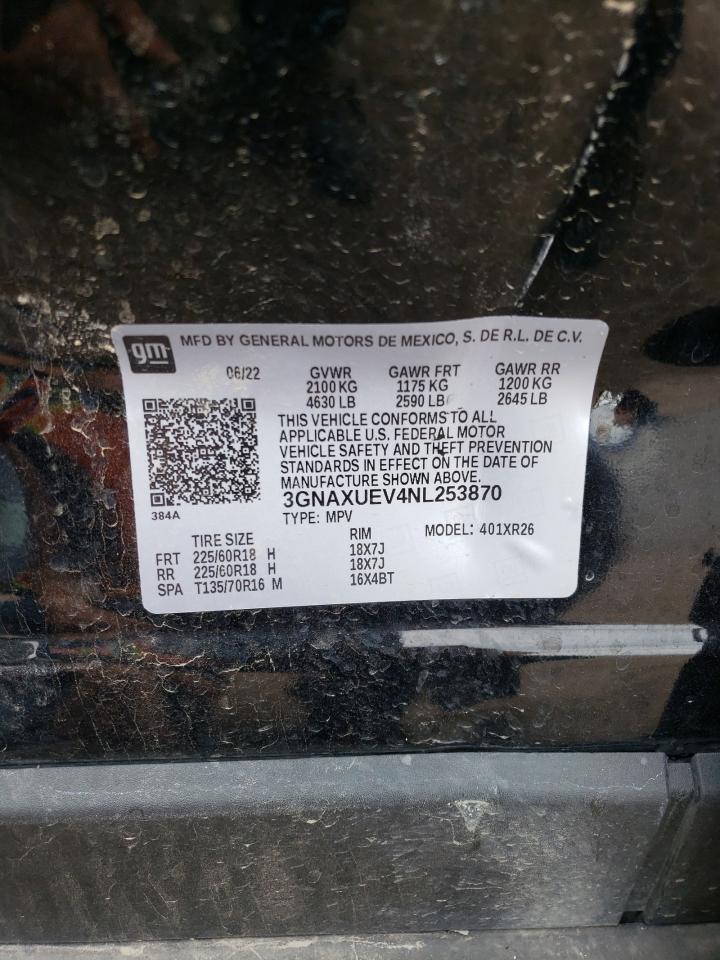 gm MFD BY GENERAL MOTORS DE MEXICO, S. DE R.L. DE C.V.
06/22 GVWR GAWR FRT GAWR RR
2100 KG 1175 KG 1200 KG
4630 LB 2590 LB 2645 LB
THIS VEHICLE CONFORMS TO ALL
APPLICABLE U.S. FEDERAL MOTOR
VEHICLE SAFETY AND THEFT PREVENTION
STANDARDS IN EFFECT ON THE DATE OF
MANUFACTURE SHOWN ABOVE.
3GNAXUEV4NL253870
384A
TYPE: MPV MODEL: 401XR26
TIRE SIZE RIM
FRT 225/60R18 H 18X7J
RR 225/60R18 H 18X7J
SPA T135/70R16 M 16X4BT